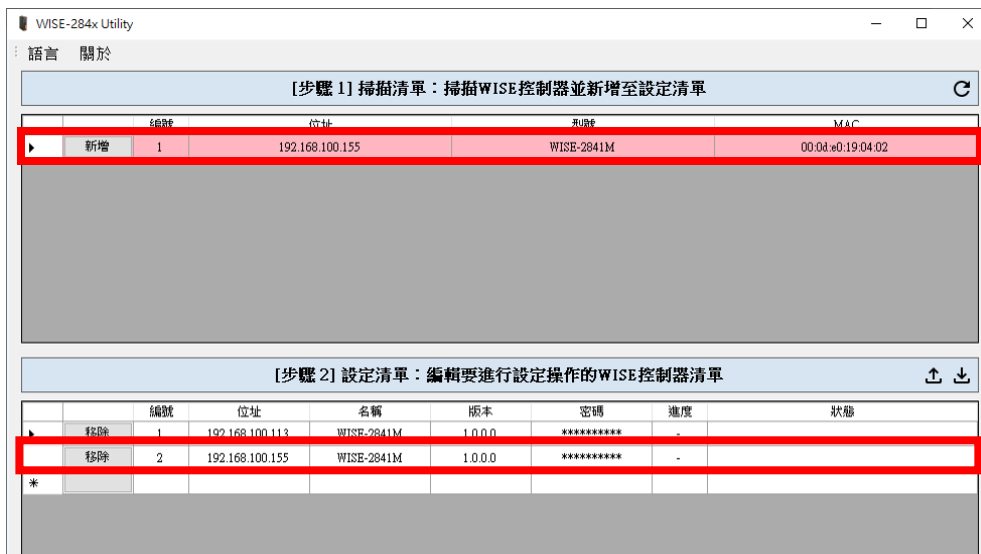 WISE-284x Utility
語言 關於
[步驟 1] 掃描清單：掃描WISE控制器並新增至設定清單
編號 位址 型號 MAC
新增 1 192.168.100.155 WISE-2841M 00:0d:e0:19:04:02
[步驟 2] 設定清單：編輯要進行設定操作的WISE控制器清單
編號 位址 名稱 版本 密碼 進度 狀態
移除 1 192.168.100.113 WISE-2841M 1.0.0.0 ********** -
移除 2 192.168.100.155 WISE-2841M 1.0.0.0 ********** -
*